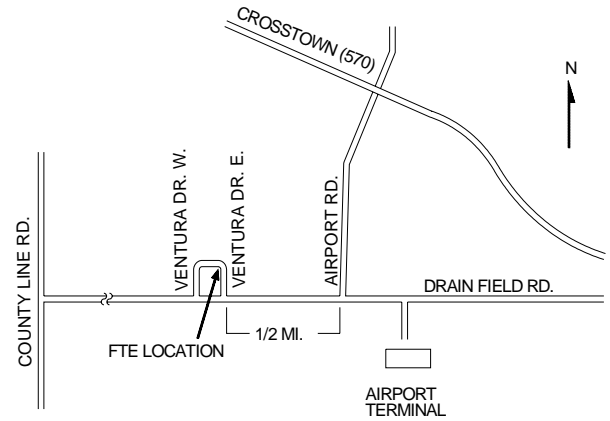 CROSSTOWN (570)
N
COUNTY LINE RD.
VENTURA DR. W.
VENTURA DR. E.
AIRPORT RD.
DRAIN FIELD RD.
FTE LOCATION
1/2 MI.
AIRPORT
TERMINAL